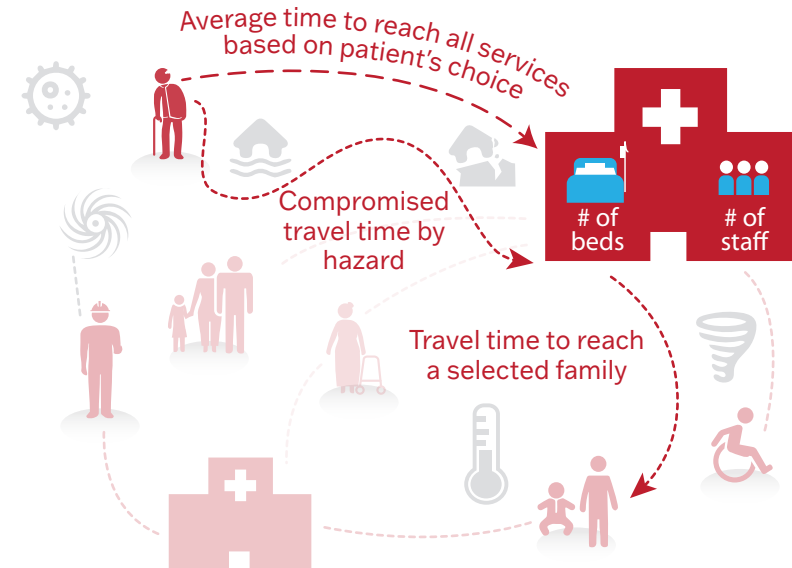 Average time to reach all services
based on patient's choice
Compromised
travel time by
hazard
# of
beds
# of
staff
Travel time to reach
a selected family